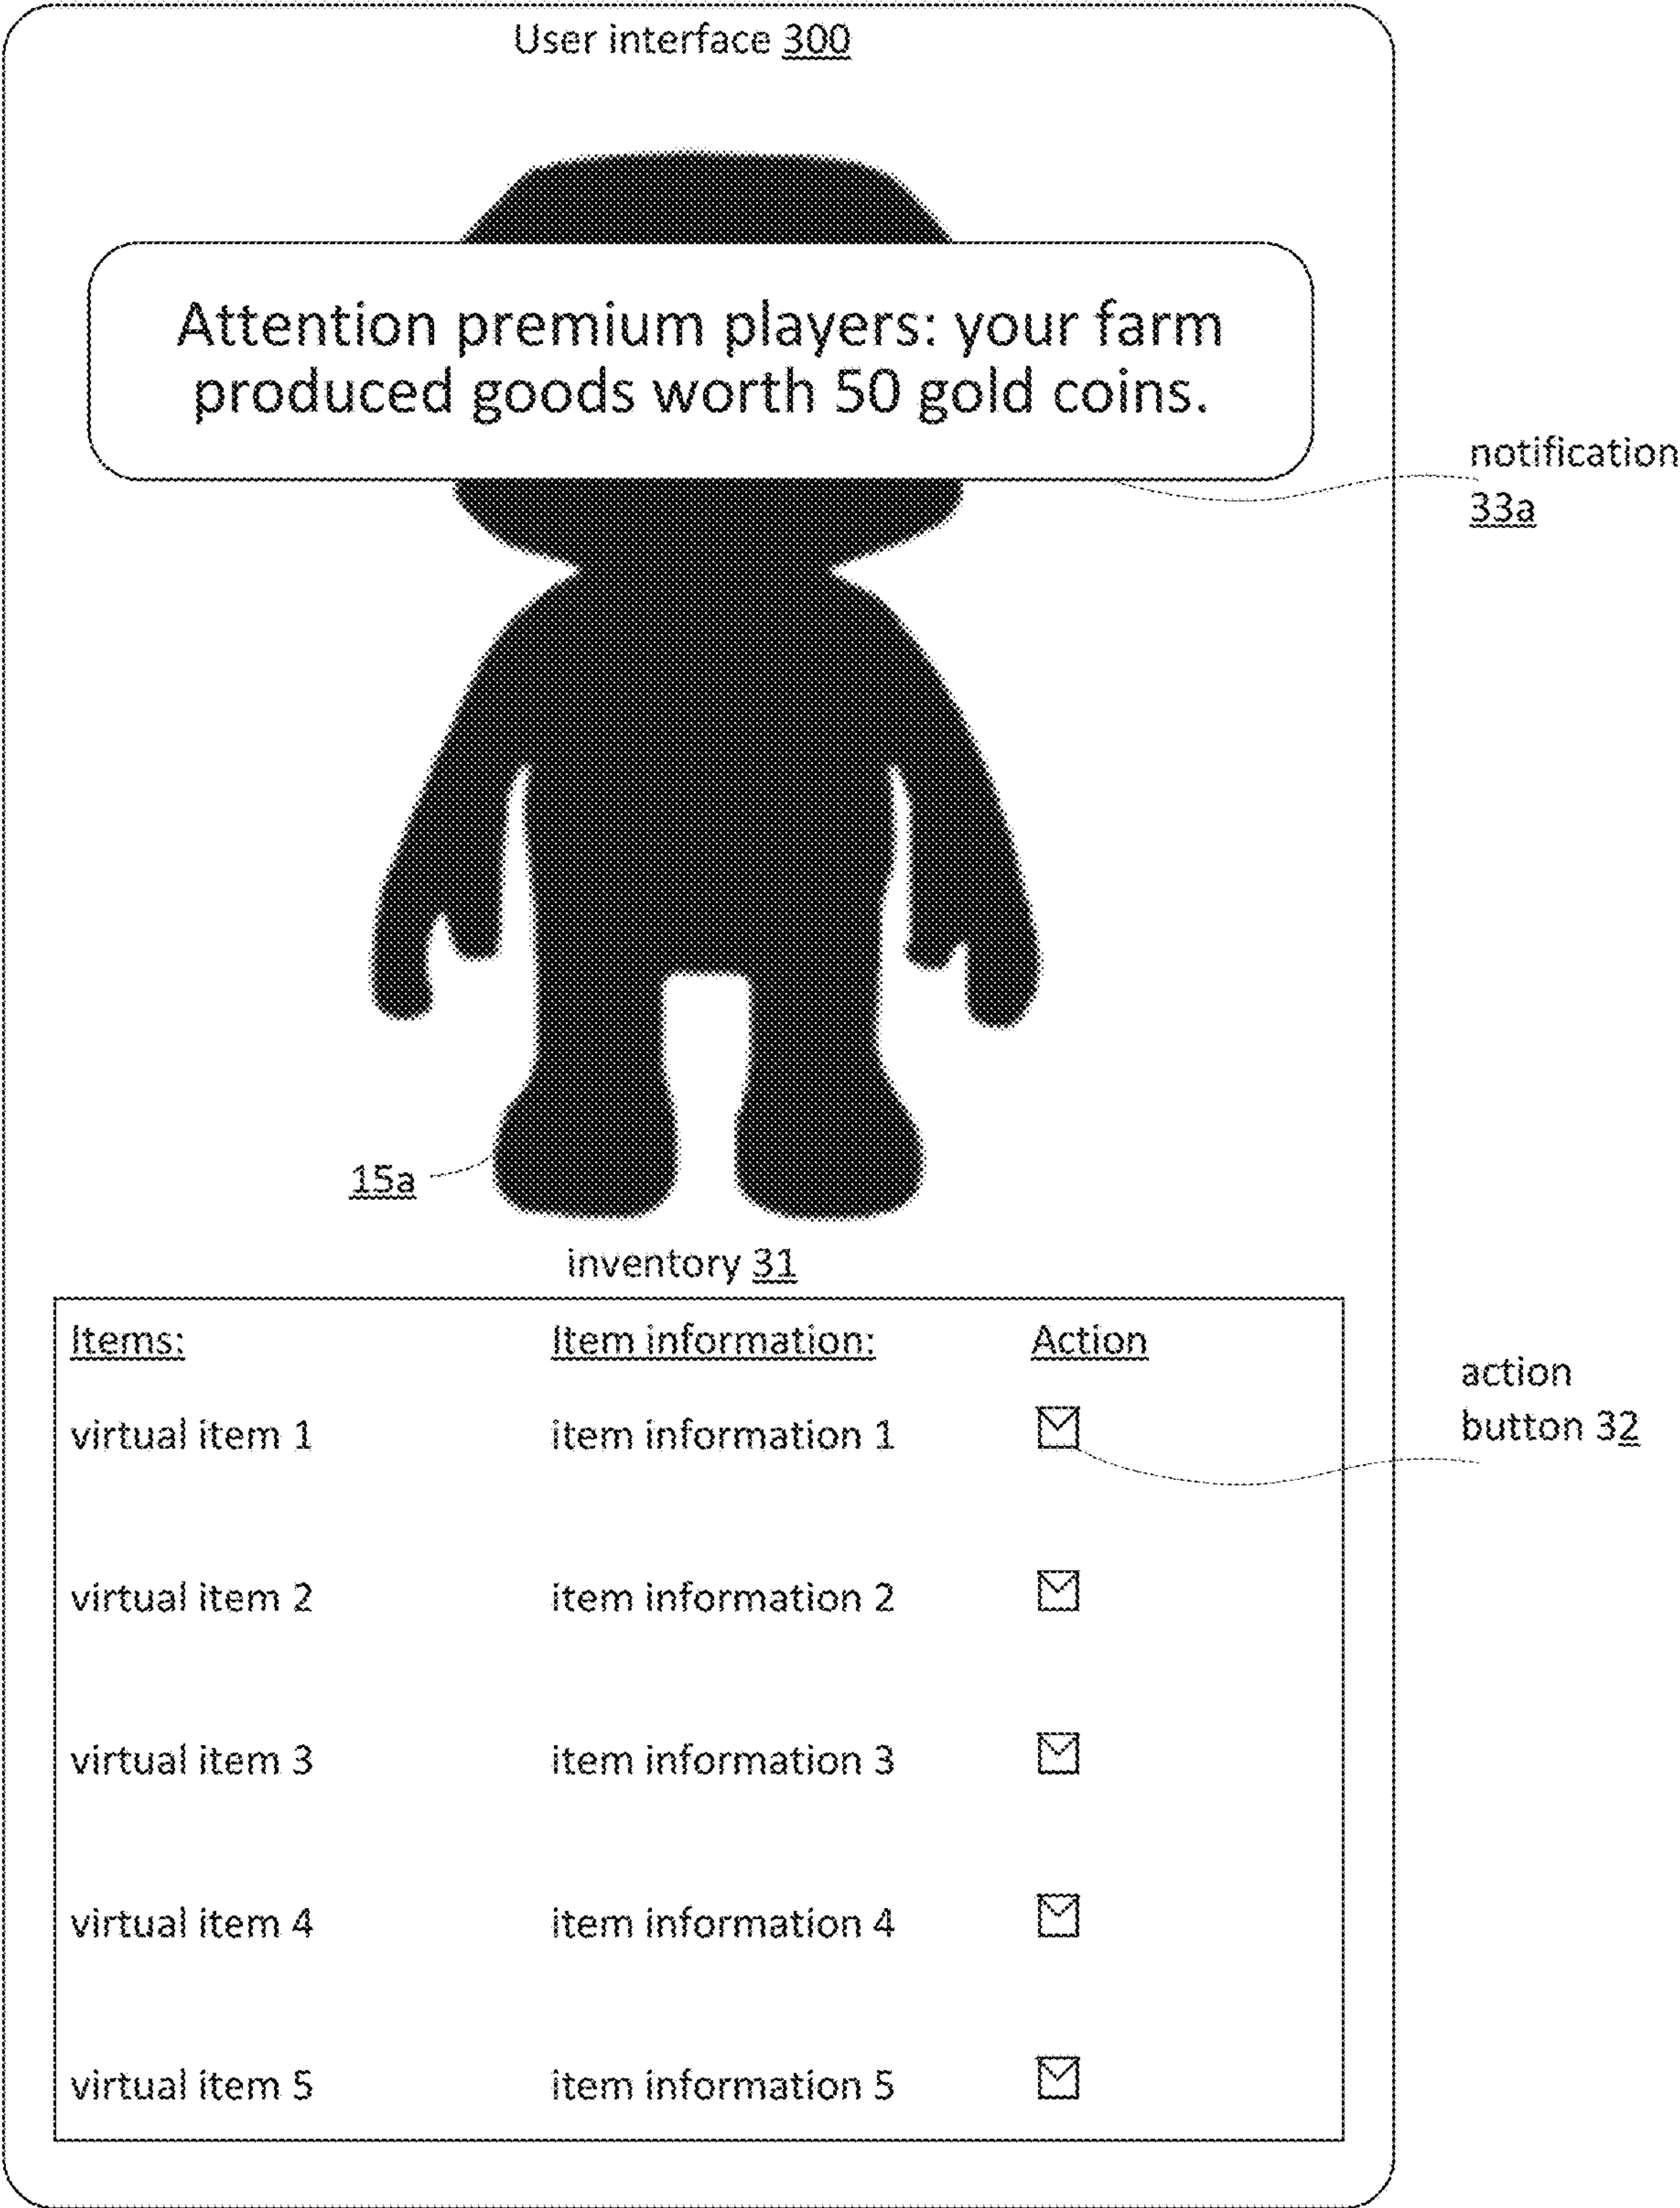 User interface 300
Attention premium players: your farm
produced goods worth 50 gold coins.
notification
33a
15a
inventory 31
Items: Item information: Action
action
button 32
virtual item 1 item information 1
virtual item 2 item information 2
virtual item 3 item information 3
virtual item 4 item information 4
virtual item 5 item information 5